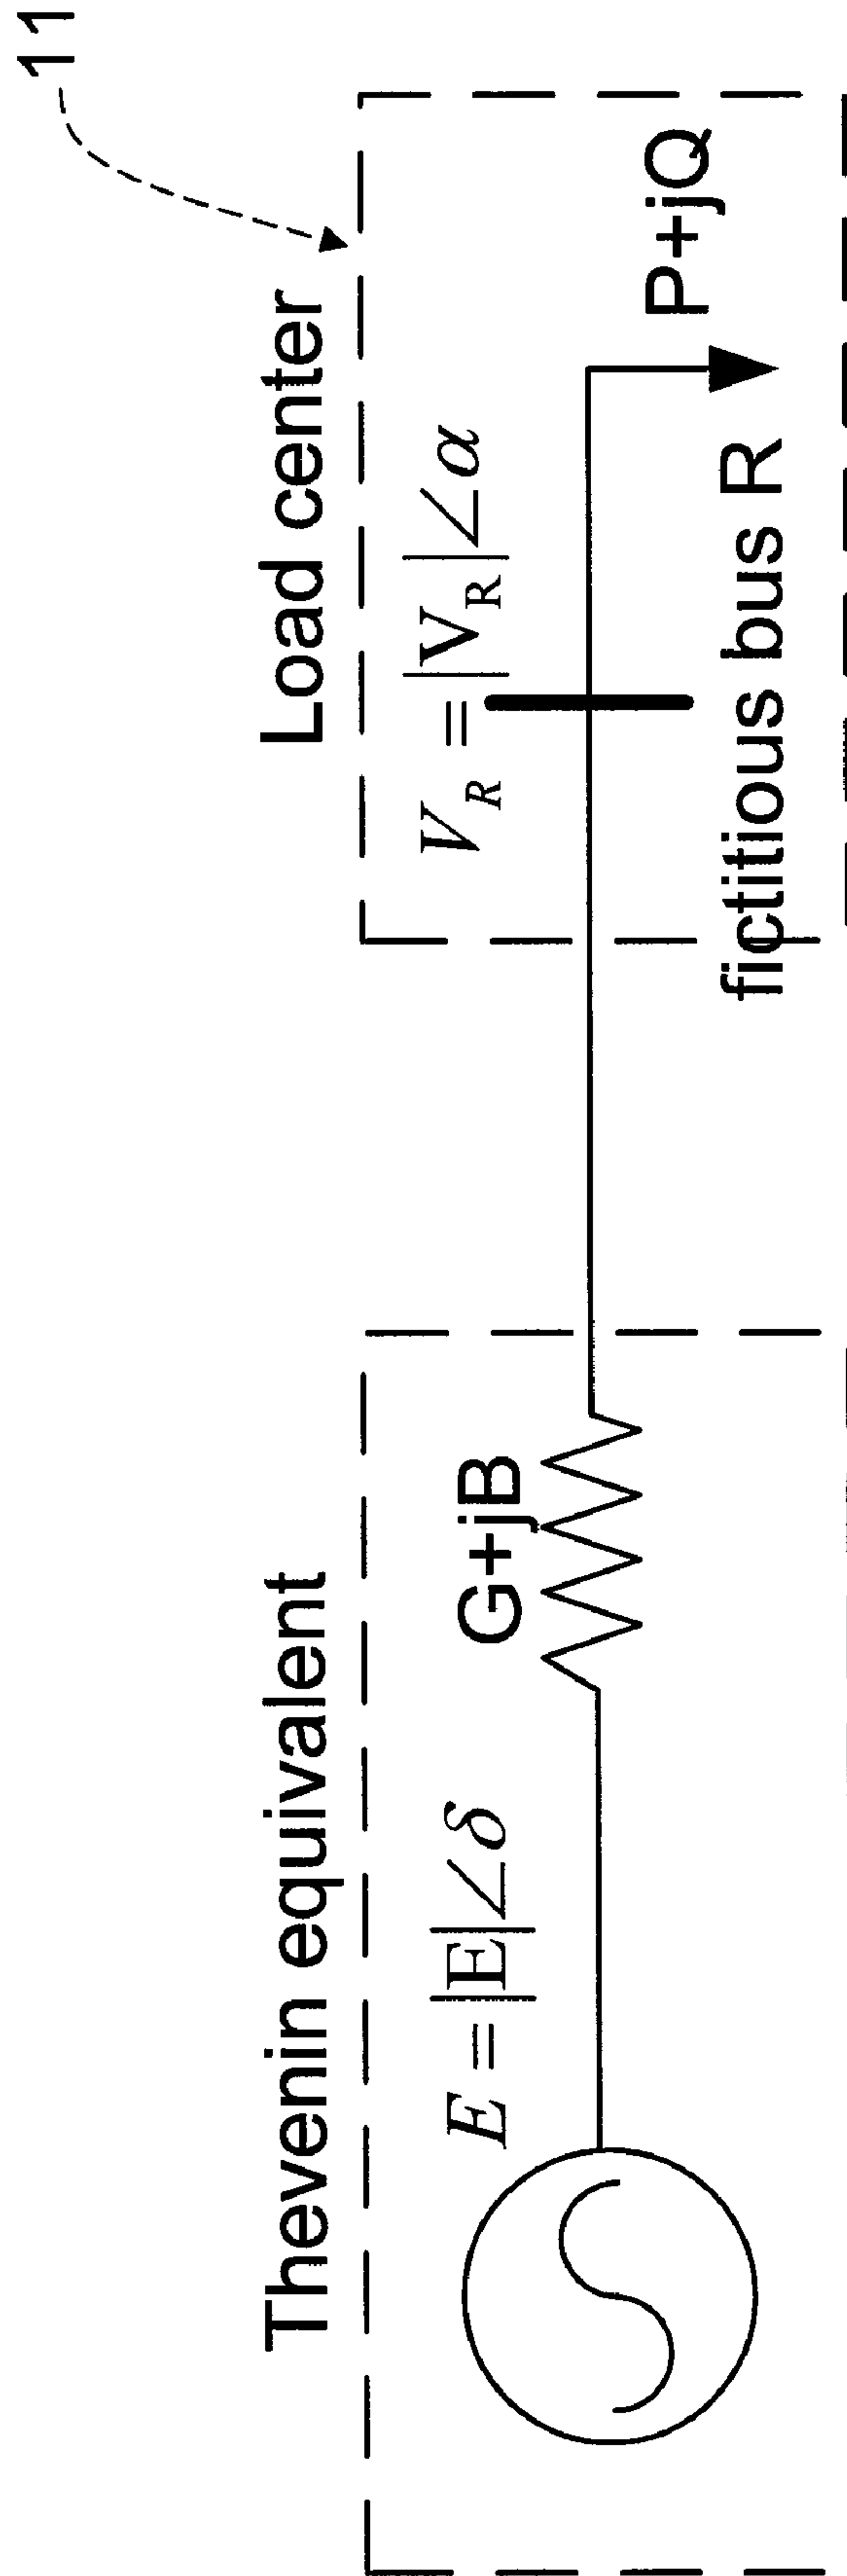 11
Thevenin equivalent
Load center
E = |E|∠δ
G+jB
V_R = |V_R|∠α
P+jQ
fictitious bus R